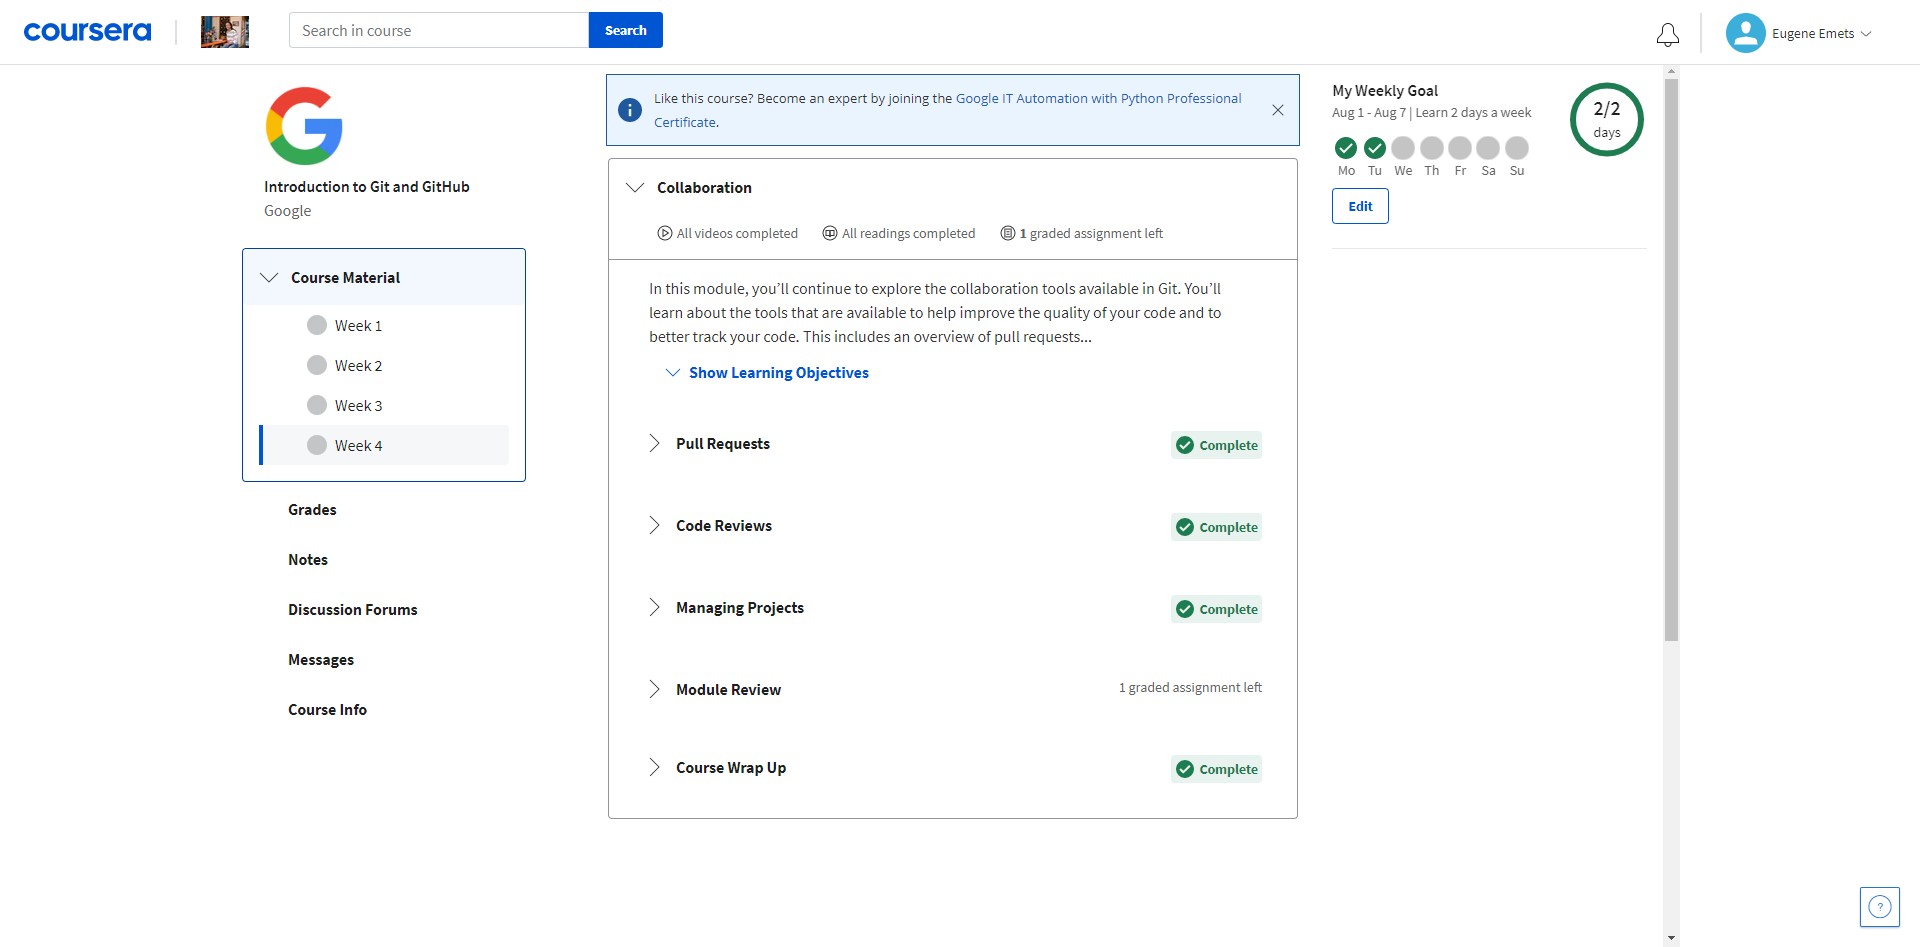 coursera
Search in course
Search
Eugene Emets
Introduction to Git and GitHub
Google
Course Material
Week 1
Week 2
Week 3
Week 4
Grades
Notes
Discussion Forums
Messages
Course Info
Like this course? Become an expert by joining the Google IT Automation with Python Professional
Certificate.
Collaboration
All videos completed
All readings completed
1 graded assignment left
In this module, you’ll continue to explore the collaboration tools available in Git. You’ll
learn about the tools that are available to help improve the quality of your code and to
better track your code. This includes an overview of pull requests...
Show Learning Objectives
Pull Requests
Complete
Code Reviews
Complete
Managing Projects
Complete
Module Review
1 graded assignment left
Course Wrap Up
Complete
My Weekly Goal
Aug 1 - Aug 7 | Learn 2 days a week
2/2
days
Mo Tu We Th Fr Sa Su
Edit
?